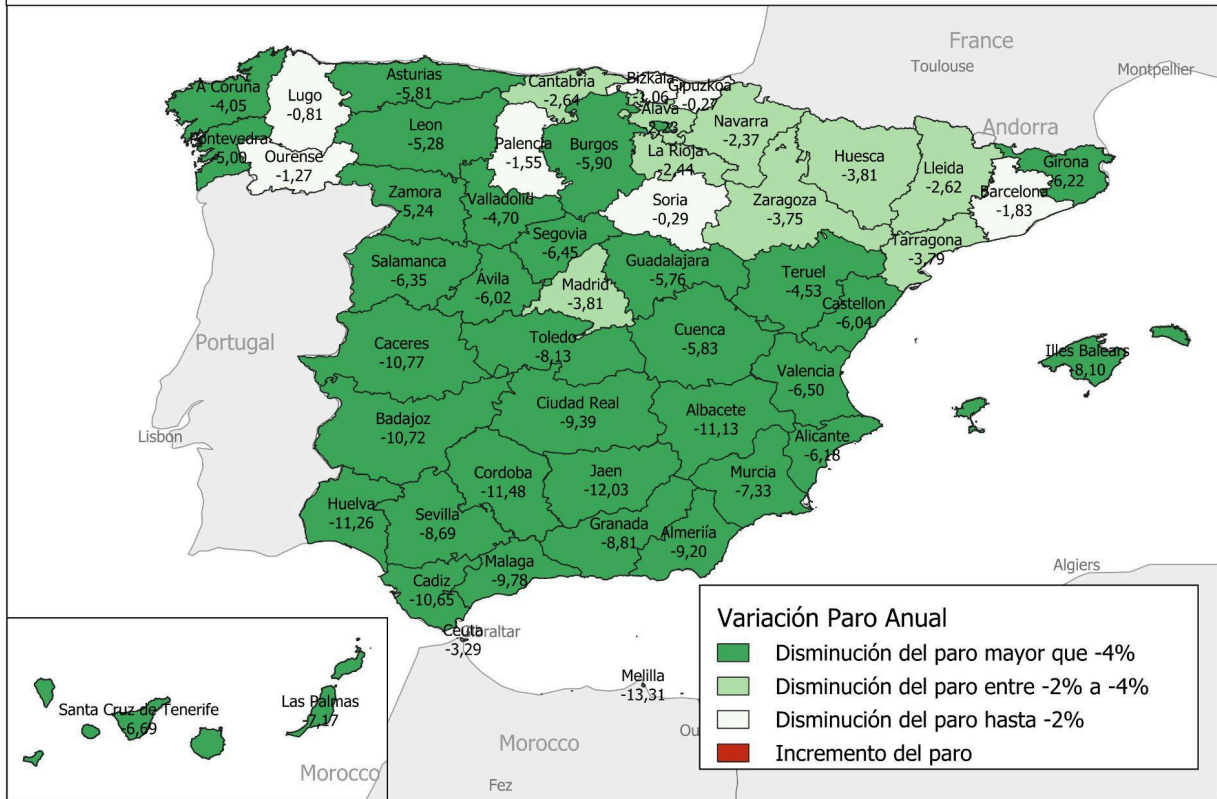 France
Toulouse
Montpellier
Andorra
A Coruña
-4,05
Lugo
-0,81
Asturias
-5,81
Cantabria
-2,64
Bizkaia
-1,06
Gipuzkoa
-0,27
Alava
-2,23
Navarra
-2,37
Pontevedra
-5,00
Ourense
-1,27
Leon
-5,28
Palencia
-1,55
Burgos
-5,90
La Rioja
-2,44
Huesca
-3,81
Lleida
-2,62
Girona
-6,22
Barcelona
-1,83
Zamora
-5,24
Valladolid
-4,70
Soria
-0,29
Zaragoza
-3,75
Tarragona
-3,79
Segovia
-6,45
Salamanca
-6,35
Ávila
-6,02
Madrid
-3,81
Guadalajara
-5,76
Teruel
-4,53
Castellon
-6,04
Portugal
Caceres
-10,77
Toledo
-8,13
Cuenca
-5,83
Valencia
-6,50
Illes Balears
-8,10
Lisbon
Badajoz
-10,72
Ciudad Real
-9,39
Albacete
-11,13
Alicante
-6,18
Cordoba
-11,48
Jaen
-12,03
Murcia
-7,33
Huelva
-11,26
Sevilla
-8,69
Granada
-8,81
Almeriía
-9,20
Malaga
-9,78
Cadiz
-10,65
Algiers
Ceuta
-3,29
Gibraltar
Melilla
-13,31
Santa Cruz de Tenerife
-6,69
Las Palmas
-7,17
Morocco
Morocco
Fez
Ou
Variación Paro Anual
Disminución del paro mayor que -4%
Disminución del paro entre -2% a -4%
Disminución del paro hasta -2%
Incremento del paro